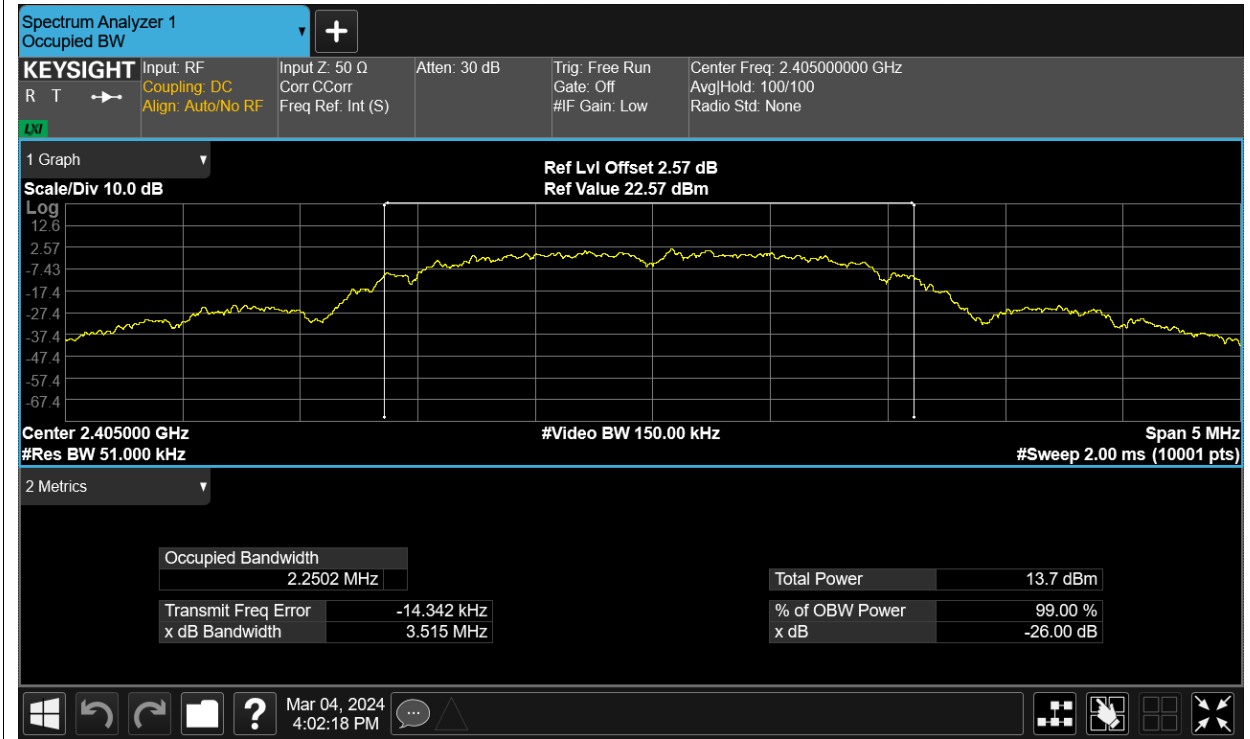 Spectrum Analyzer 1
Occupied BW
KEYSIGHT
R T
LXI
Input: RF
Coupling: DC
Align: Auto/No RF
Input Z: 50 Ω
Corr CCorr
Freq Ref: Int (S)
Atten: 30 dB
Trig: Free Run
Gate: Off
#IF Gain: Low
Center Freq: 2.405000000 GHz
Avg|Hold: 100/100
Radio Std: None
1 Graph
Scale/Div 10.0 dB
Ref Lvl Offset 2.57 dB
Ref Value 22.57 dBm
Log
12.6
2.57
-7.43
-17.4
-27.4
-37.4
-47.4
-57.4
-67.4
Center 2.405000 GHz
#Res BW 51.000 kHz
#Video BW 150.00 kHz
Span 5 MHz
#Sweep 2.00 ms (10001 pts)
2 Metrics
Occupied Bandwidth
2.2502 MHz
Transmit Freq Error -14.342 kHz
x dB Bandwidth 3.515 MHz
Total Power 13.7 dBm
% of OBW Power 99.00 %
x dB -26.00 dB
?
Mar 04, 2024
4:02:18 PM